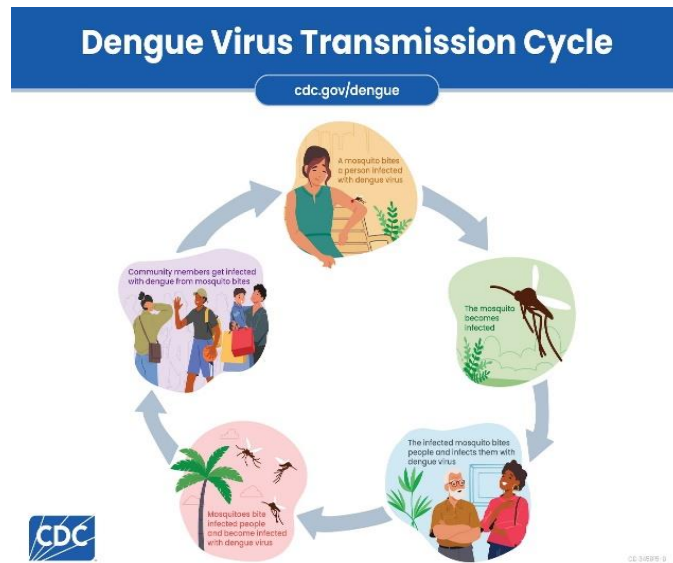 Dengue Virus Transmission Cycle
cdc.gov/dengue
A mosquito bites
a person infected
with dengue virus
The mosquito
becomes
infected
The infected mosquito bites
people and infects them with
dengue virus
Mosquitoes bite
infected people
and become infected
with dengue virus
Community members get infected
with dengue from mosquito bites
CDC